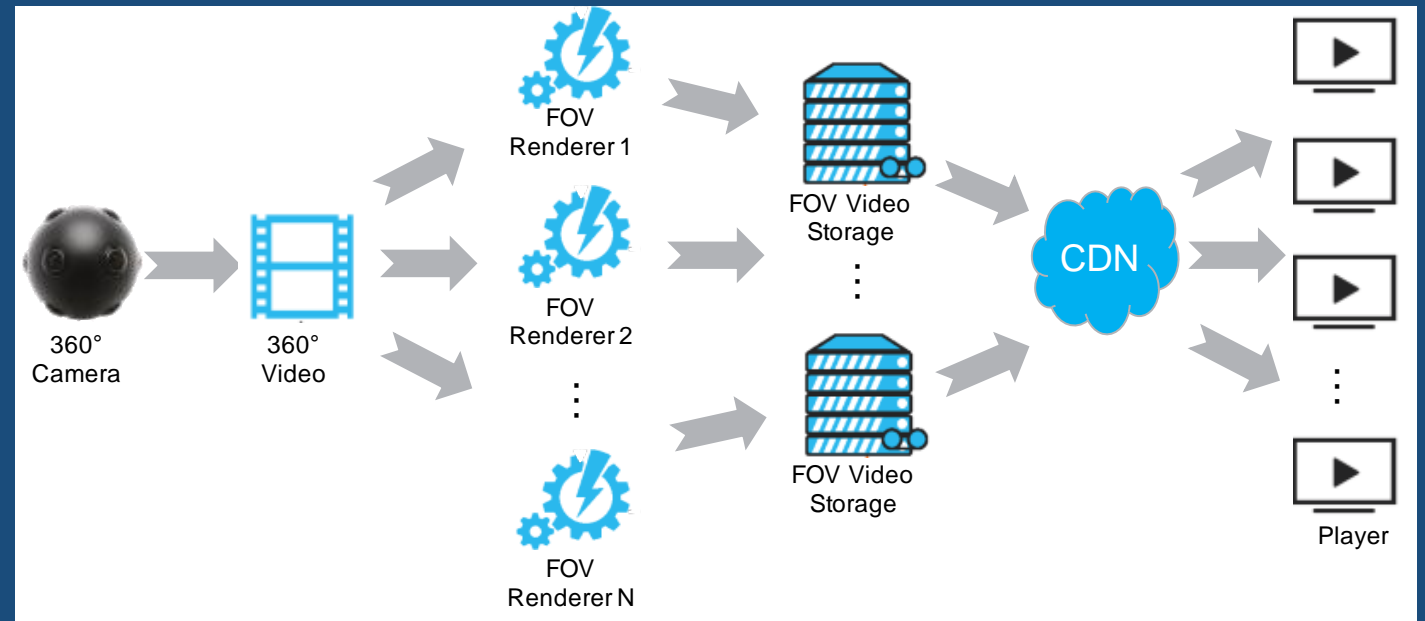 360°
Camera
360°
Video
FOV
Renderer 1
FOV
Renderer 2
⋮
FOV
Renderer N
FOV Video
Storage
⋮
FOV Video
Storage
CDN
⋮
Player